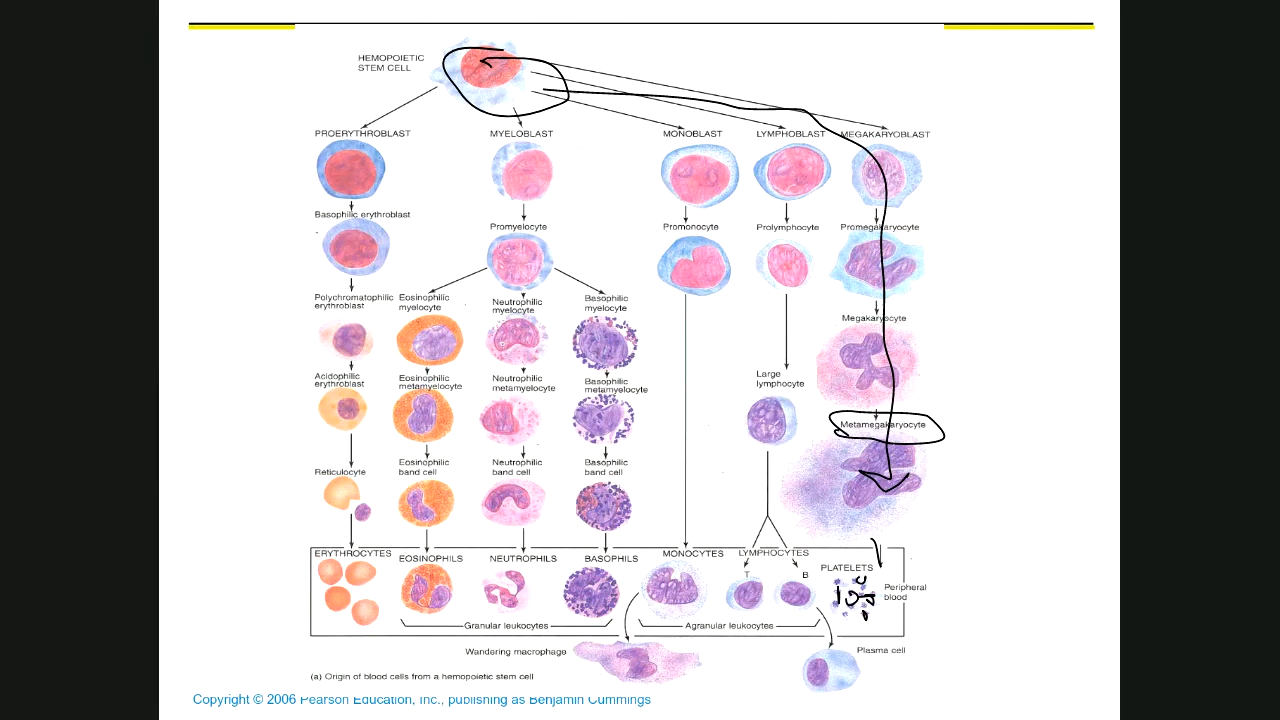 HEMOPOIETIC
STEM CELL
PROERYTHROBLAST
MYELOBLAST
MONOBLAST
LYMPHOBLAST
MEGAKARYOBLAST
Basophilic erythroblast
Promyelocyte
Promonocyte
Prolymphocyte
Promegakaryocyte
Polychromatophilic
erythroblast
Eosinophilic
myelocyte
Neutrophilic
myelocyte
Basophilic
myelocyte
Megakaryocyte
Acidophilic
erythroblast
Eosinophilic
metamyelocyte
Neutrophilic
metamyelocyte
Basophilic
metamyelocyte
Large
lymphocyte
Metamegakaryocyte
Reticulocyte
Eosinophilic
band cell
Neutrophilic
band cell
Basophilic
band cell
ERYTHROCYTES
EOSINOPHILS
NEUTROPHILS
BASOPHILS
MONOCYTES
LYMPHOCYTES
T
B
PLATELETS
Peripheral
blood
Granular leukocytes
Agranular leukocytes
Wandering macrophage
Plasma cell
(a) Origin of blood cells from a hemopoietic stem cell
Copyright © 2006 Pearson Education, Inc., publishing as Benjamin Cummings